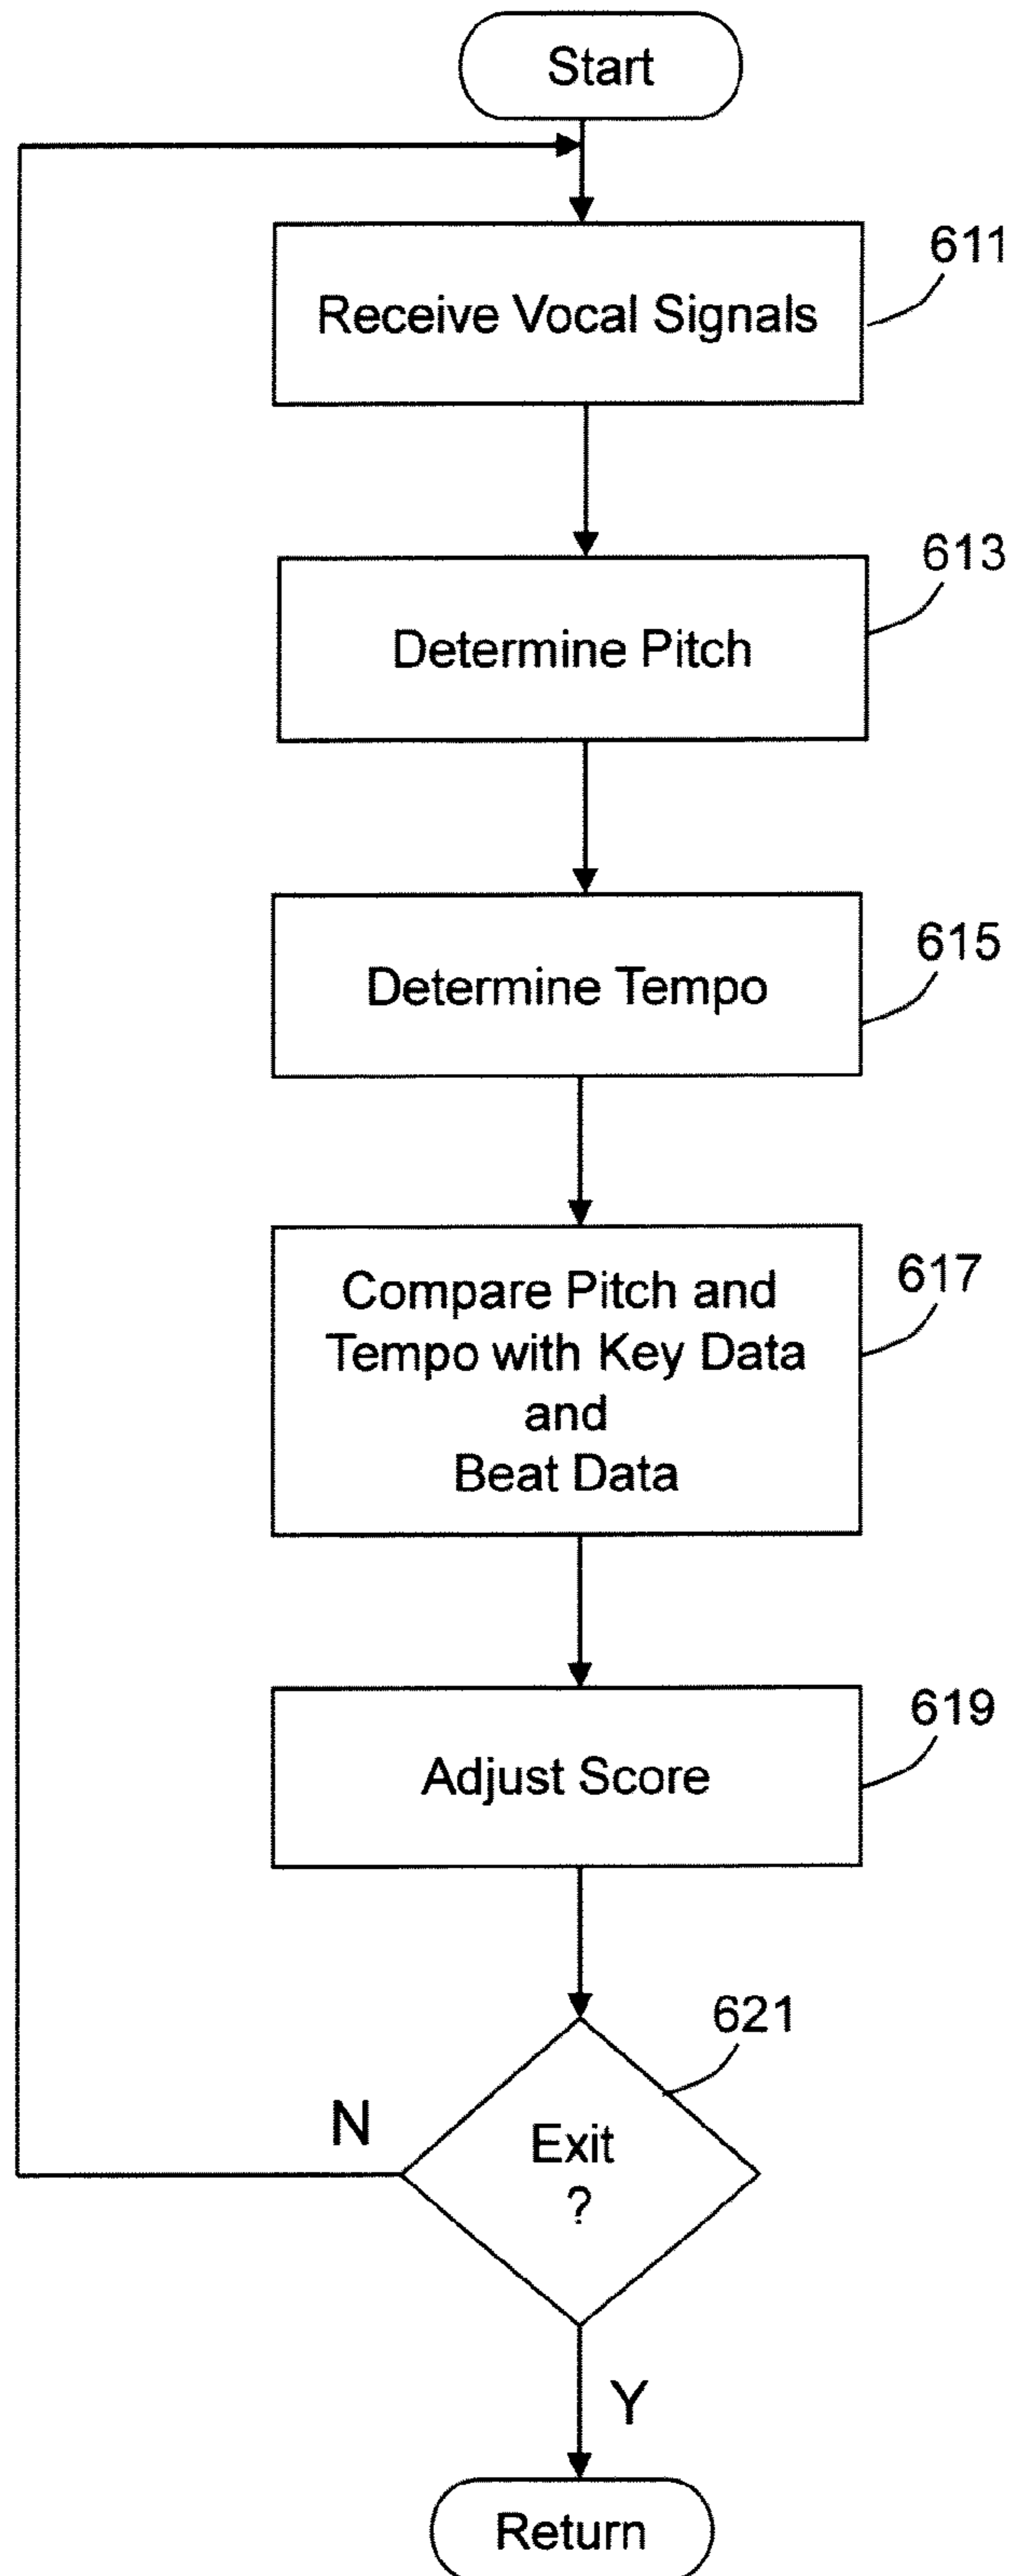 Start
611
Receive Vocal Signals
613
Determine Pitch
615
Determine Tempo
617
Compare Pitch and
Tempo with Key Data
and
Beat Data
619
Adjust Score
621
N
Exit
?
Y
Return